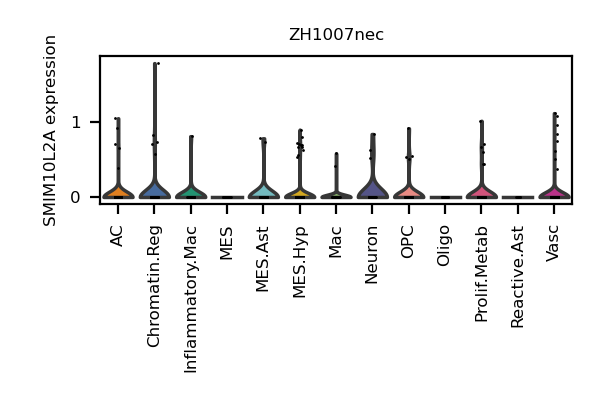 ZH1007nec
SMIM10L2A expression
1
0
AC
Chromatin.Reg
Inflammatory.Mac
MES
MES.Ast
MES.Hyp
Mac
Neuron
OPC
Oligo
Prolif.Metab
Reactive.Ast
Vasc